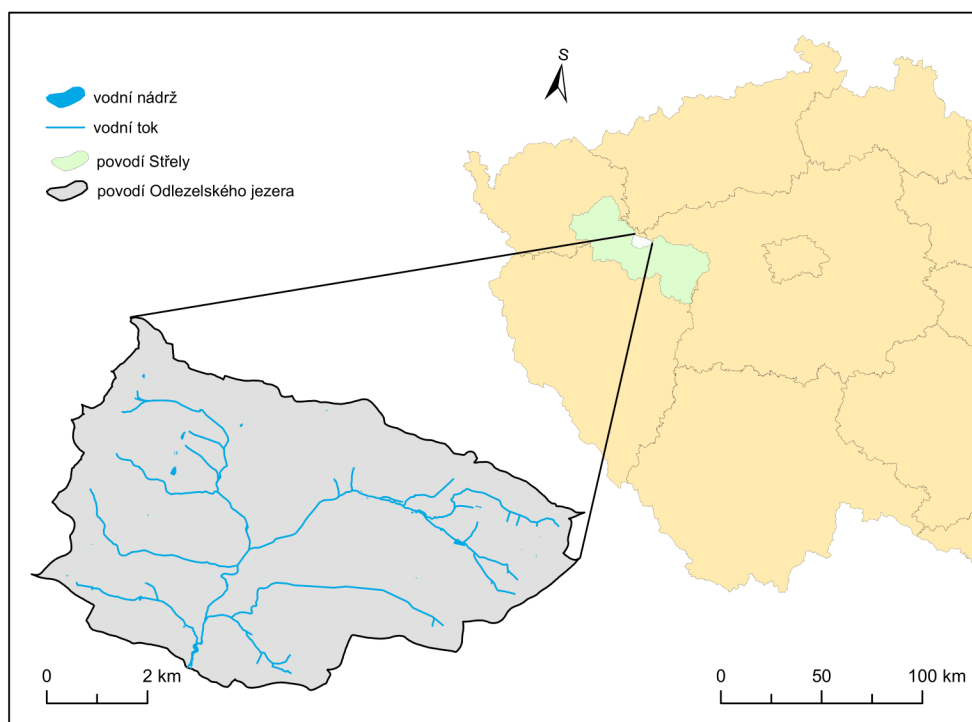 S
vodní nádrž
vodní tok
povodí Střely
povodí Odlezelského jezera
0 2 km
0 50 100 km